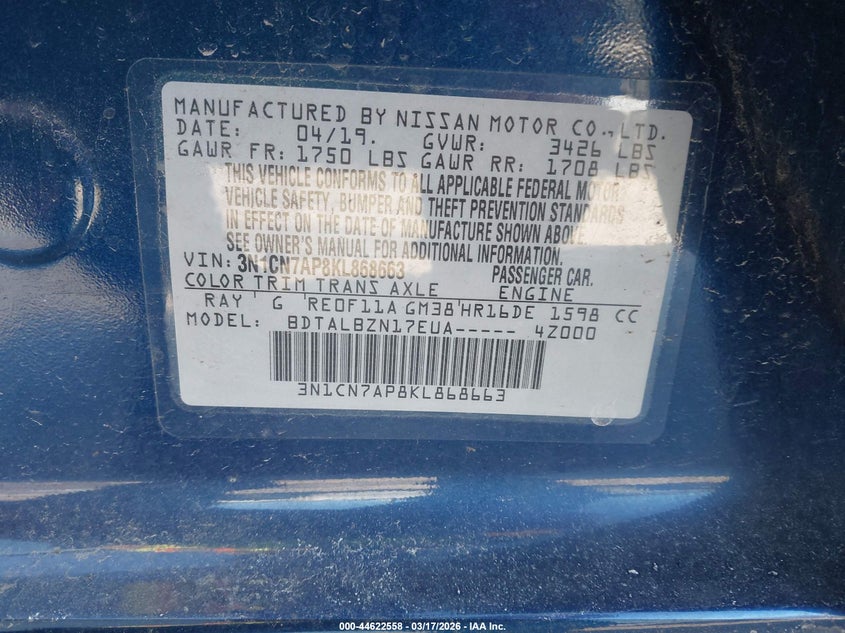 MANUFACTURED BY NISSAN MOTOR CO., LTD.
DATE: 04/19. GVWR: 3426 LBS
GAWR FR: 1750 LBS GAWR RR: 1708 LBS
THIS VEHICLE CONFORMS TO ALL APPLICABLE FEDERAL MOTOR
VEHICLE SAFETY, BUMPER AND THEFT PREVENTION STANDARDS
IN EFFECT ON THE DATE OF MANUFACTURE SHOWN ABOVE.
SEE OWNER'S MANUAL FOR ADDITIONAL INFORMATION.
VIN: 3N1CN7AP8KL868663 PASSENGER CAR.
COLOR TRIM TRANS AXLE ENGINE
RAY G RE0F11A GM38 HR16DE 1598 CC
MODEL: BDTALBZN17EUA----- 4Z000
3N1CN7AP8KL868663
000-44622558 - 03/17/2026 - IAA Inc.